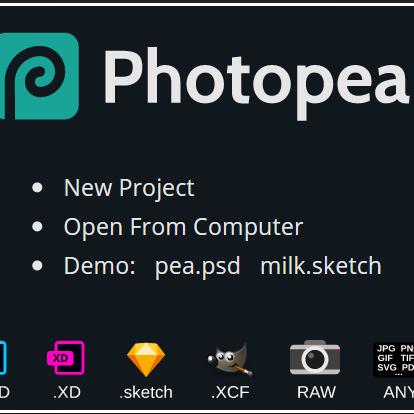 Photopea
New Project
Open From Computer
Demo: pea.psd milk.sketch
XD
JPG PN
GIF TIF
SVG PD
D .XD .sketch .XCF RAW ANY